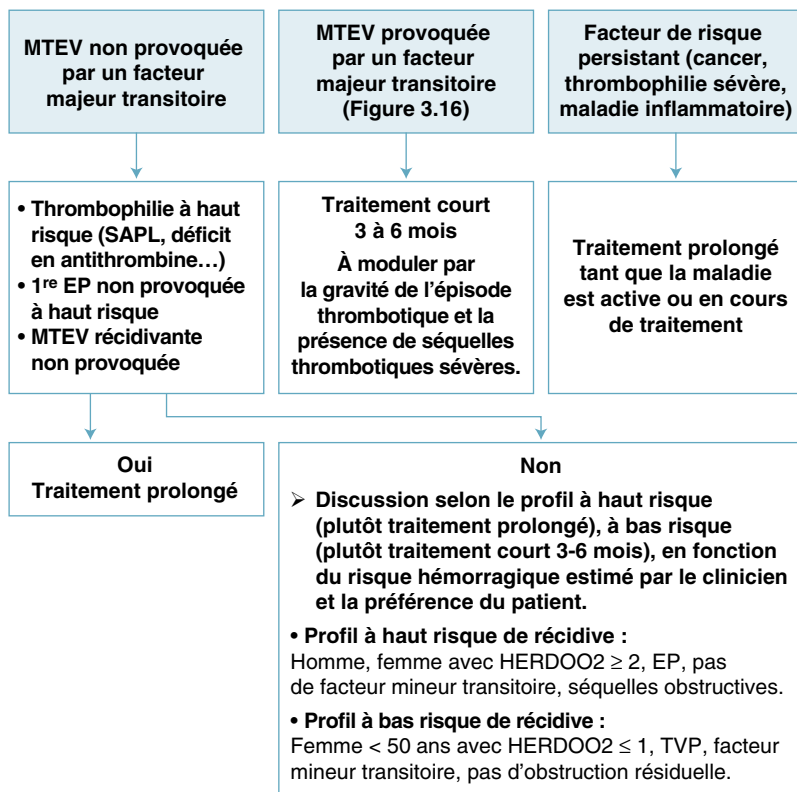 MTEV non provoquée
par un facteur
majeur transitoire
MTEV provoquée
par un facteur
majeur transitoire
(Figure 3.16)
Facteur de risque
persistant (cancer,
thrombophilie sévère,
maladie inflammatoire)
• Thrombophilie à haut
risque (SAPL, déficit
en antithrombine…)
• 1re EP non provoquée
à haut risque
• MTEV récidivante
non provoquée
Traitement court
3 à 6 mois
À moduler par
la gravité de l'épisode
thrombotique et la
présence de séquelles
thrombotiques sévères.
Traitement prolongé
tant que la maladie
est active ou en cours
de traitement
Oui
Traitement prolongé
Non
➢ Discussion selon le profil à haut risque
(plutôt traitement prolongé), à bas risque
(plutôt traitement court 3-6 mois), en fonction
du risque hémorragique estimé par le clinicien
et la préférence du patient.
• Profil à haut risque de récidive :
Homme, femme avec HERDOO2 ≥ 2, EP, pas
de facteur mineur transitoire, séquelles obstructives.
• Profil à bas risque de récidive :
Femme < 50 ans avec HERDOO2 ≤ 1, TVP, facteur
mineur transitoire, pas d'obstruction résiduelle.